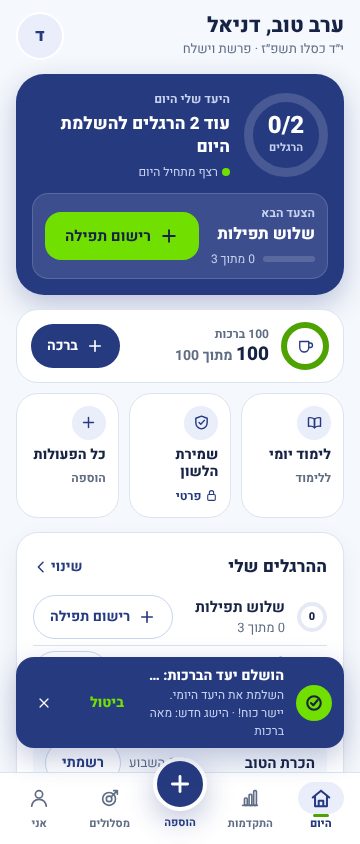 ערב טוב, דניאל
ד
י״ד כסלו תשפ״ז · פרשת וישלח
היעד שלי היום
0/2
הרגלים
עוד 2 הרגלים להשלמת
היום
רצף מתחיל היום
הצעד הבא
שלוש תפילות
0 מתוך 3
רישום תפילה
100 ברכות
100 מתוך 100
ברכה
לימוד יומי
ללימוד
שמירת
הלשון
פרטי
כל הפעולות
הוספה
ההרגלים שלי
שינוי
0
שלוש תפילות
0 מתוך 3
רישום תפילה
הושלם יעד הברכות: ...
השלמת את היעד היומי.
יישר כוח! · הישג חדש: מאה
ברכות
ביטול
הכרת הטוב
השבוע
רשמתי
היום
התקדמות
הוספה
מסלולים
אני